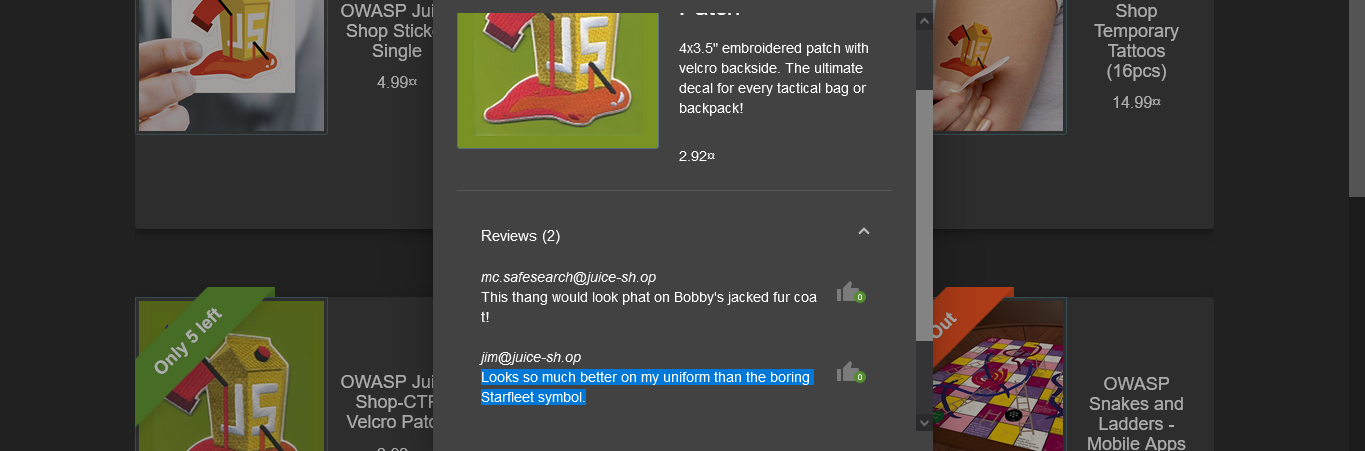 OWASP Jui
Shop Stick
Single
4.99¤
4x3.5" embroidered patch with
velcro backside. The ultimate
decal for every tactical bag or
backpack!
2.92¤
Shop
Temporary
Tattoos
(16pcs)
14.99¤
Reviews (2)
mc.safesearch@juice-sh.op
This thang would look phat on Bobby's jacked fur coa
t!
0
jim@juice-sh.op
Looks so much better on my uniform than the boring
Starfleet symbol.
0
Only 5 left
JS
OWASP Jui
Shop-CTF
Velcro Patc
Out
OWASP
Snakes and
Ladders -
Mobile Apps